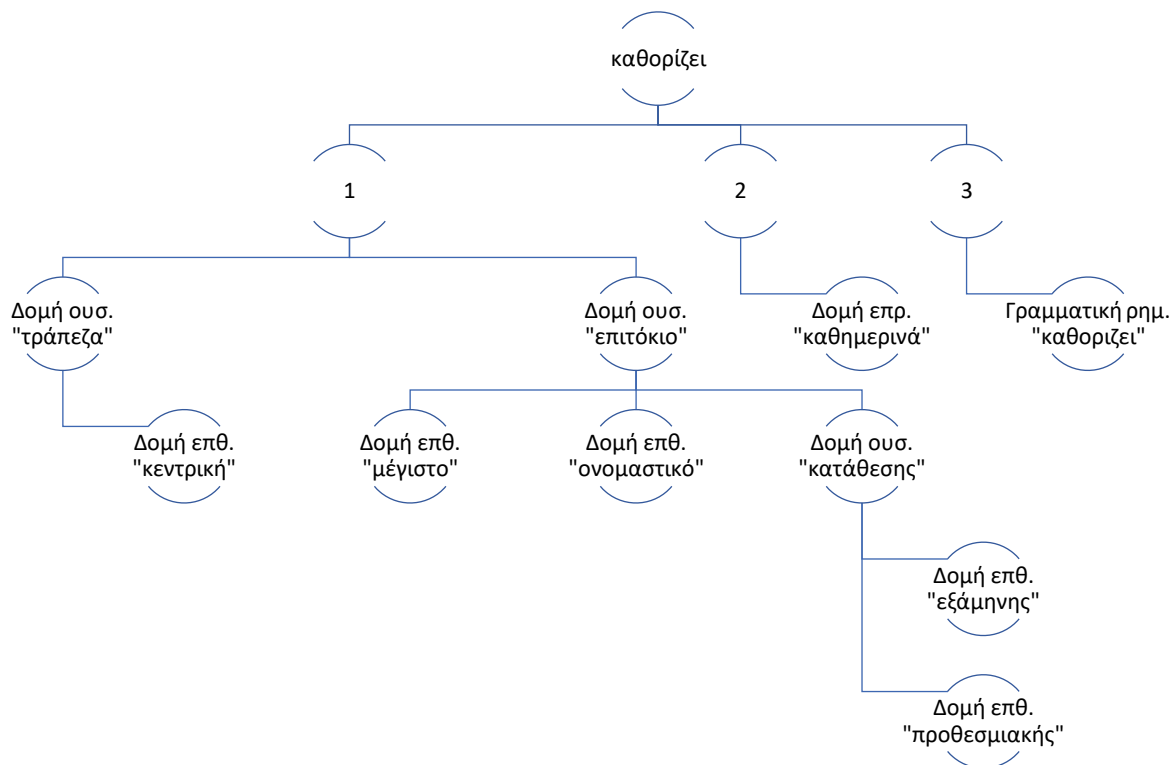 καθορίζει
1
2
3
Δομή ουσ.
"τράπεζα"
Δομή ουσ.
"επιτόκιο"
Δομή επρ.
"καθημερινά"
Γραμματική ρημ.
"καθοριζει"
Δομή επθ.
"κεντρική"
Δομή επθ.
"μέγιστο"
Δομή επθ.
"ονομαστικό"
Δομή ουσ.
"κατάθεσης"
Δομή επθ.
"εξάμηνης"
Δομή επθ.
"προθεσμιακής"